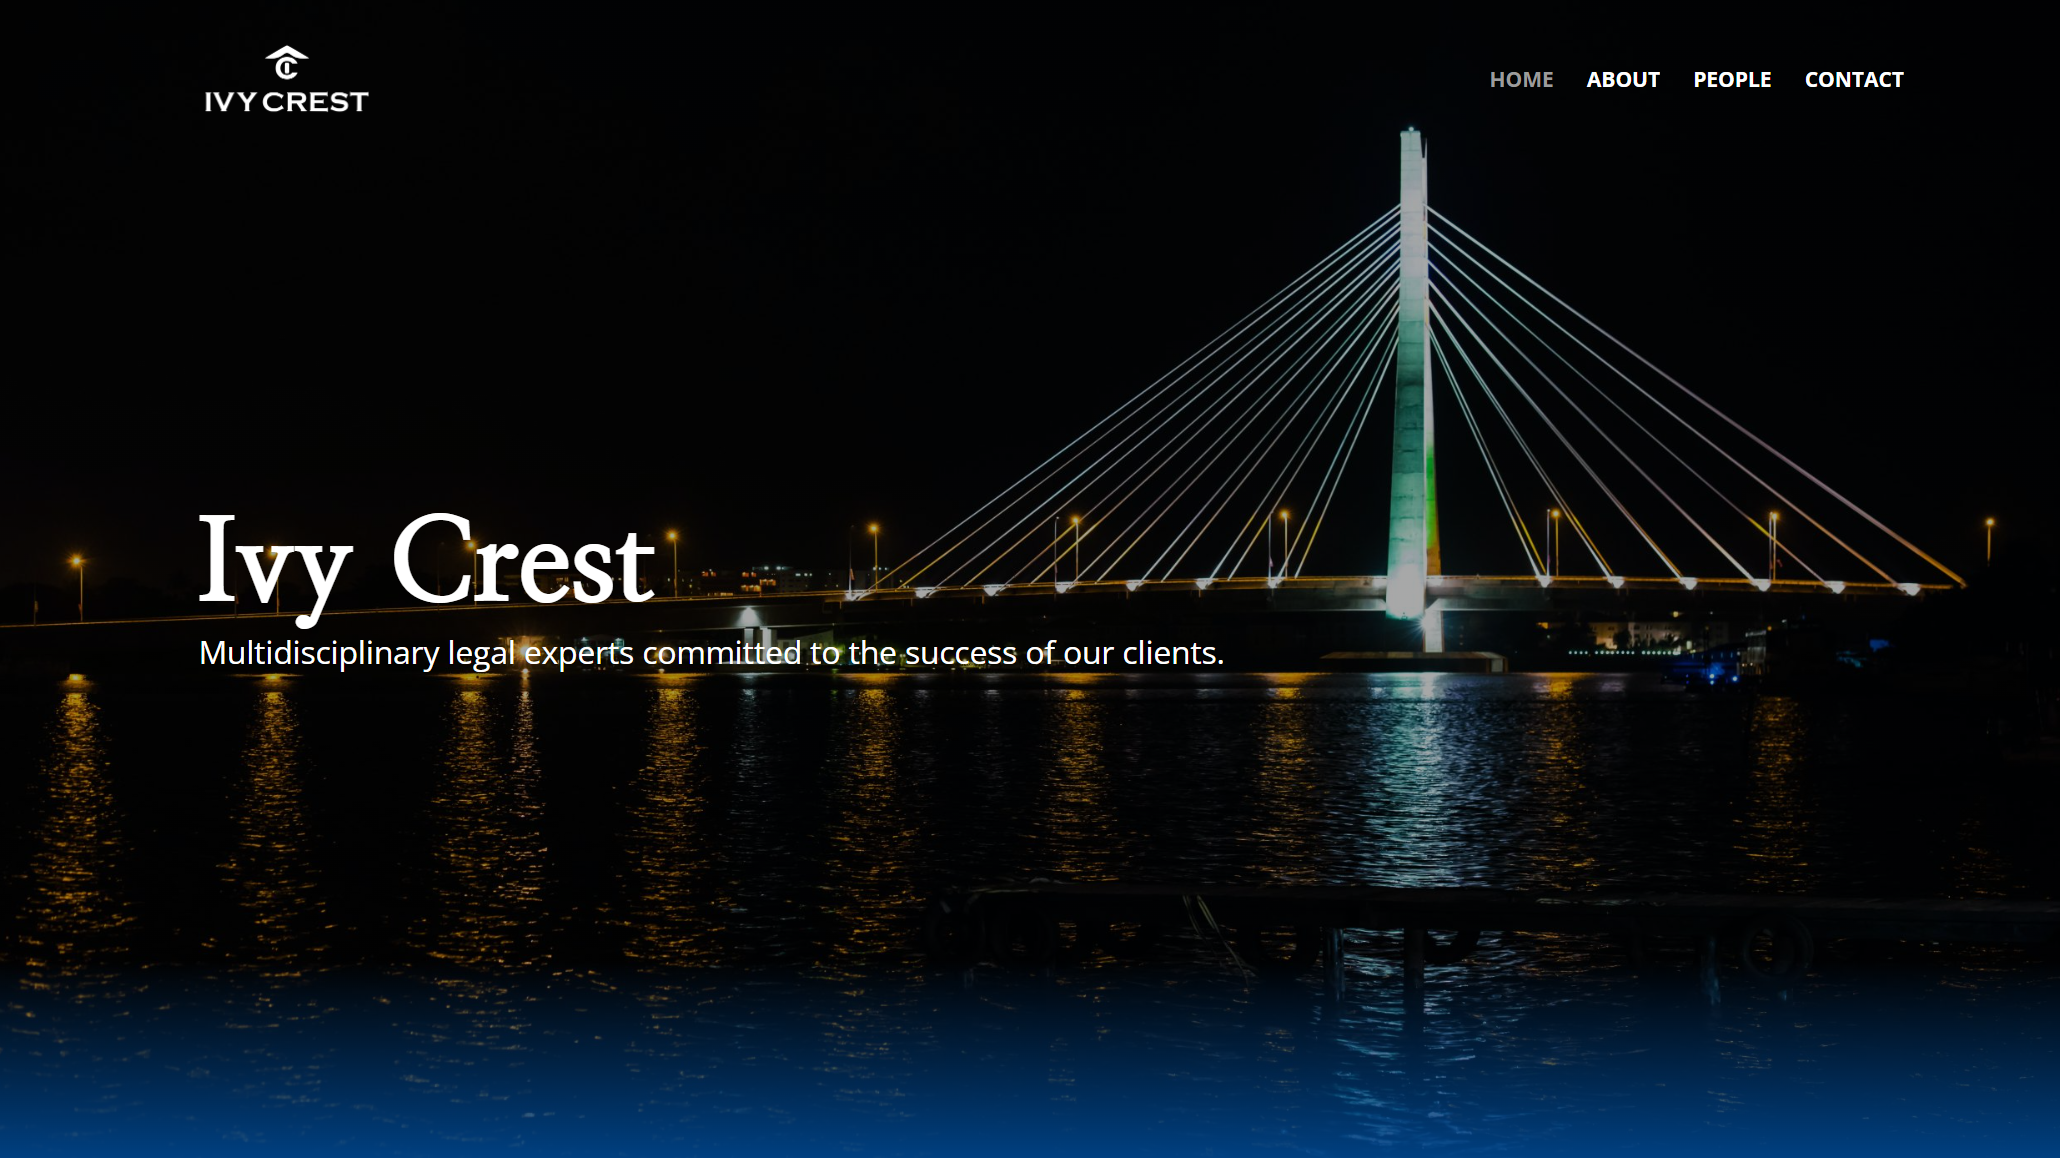 IVY CREST
HOME ABOUT PEOPLE CONTACT
Ivy Crest
Multidisciplinary legal experts committed to the success of our clients.